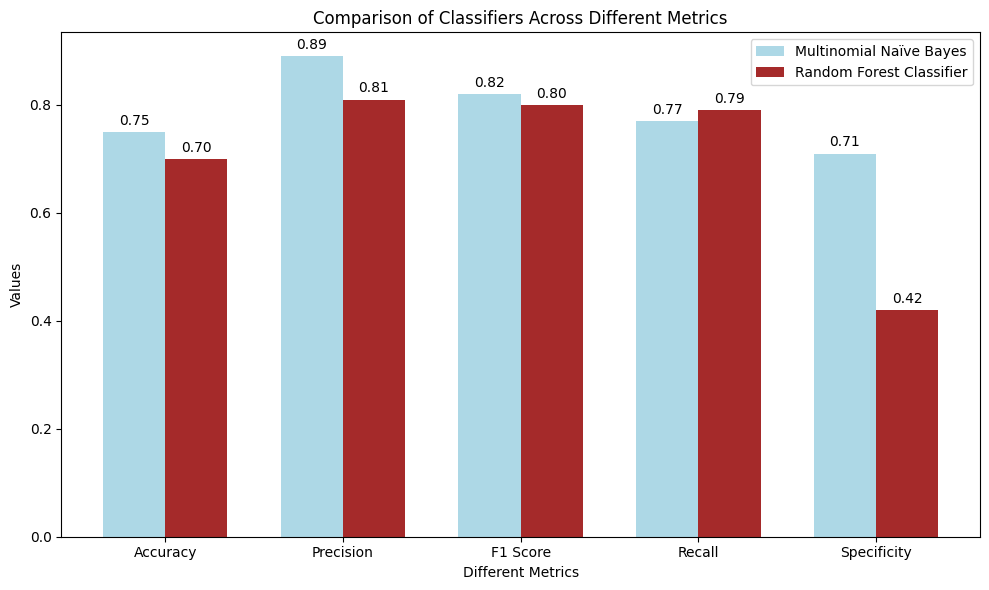 Comparison of Classifiers Across Different Metrics
Multinomial Naïve Bayes
Random Forest Classifier
0.89
0.82
0.81
0.80
0.79
0.77
0.75
0.71
0.70
0.42
Values
0.8
0.6
0.4
0.2
0.0
Accuracy
Precision
F1 Score
Recall
Specificity
Different Metrics